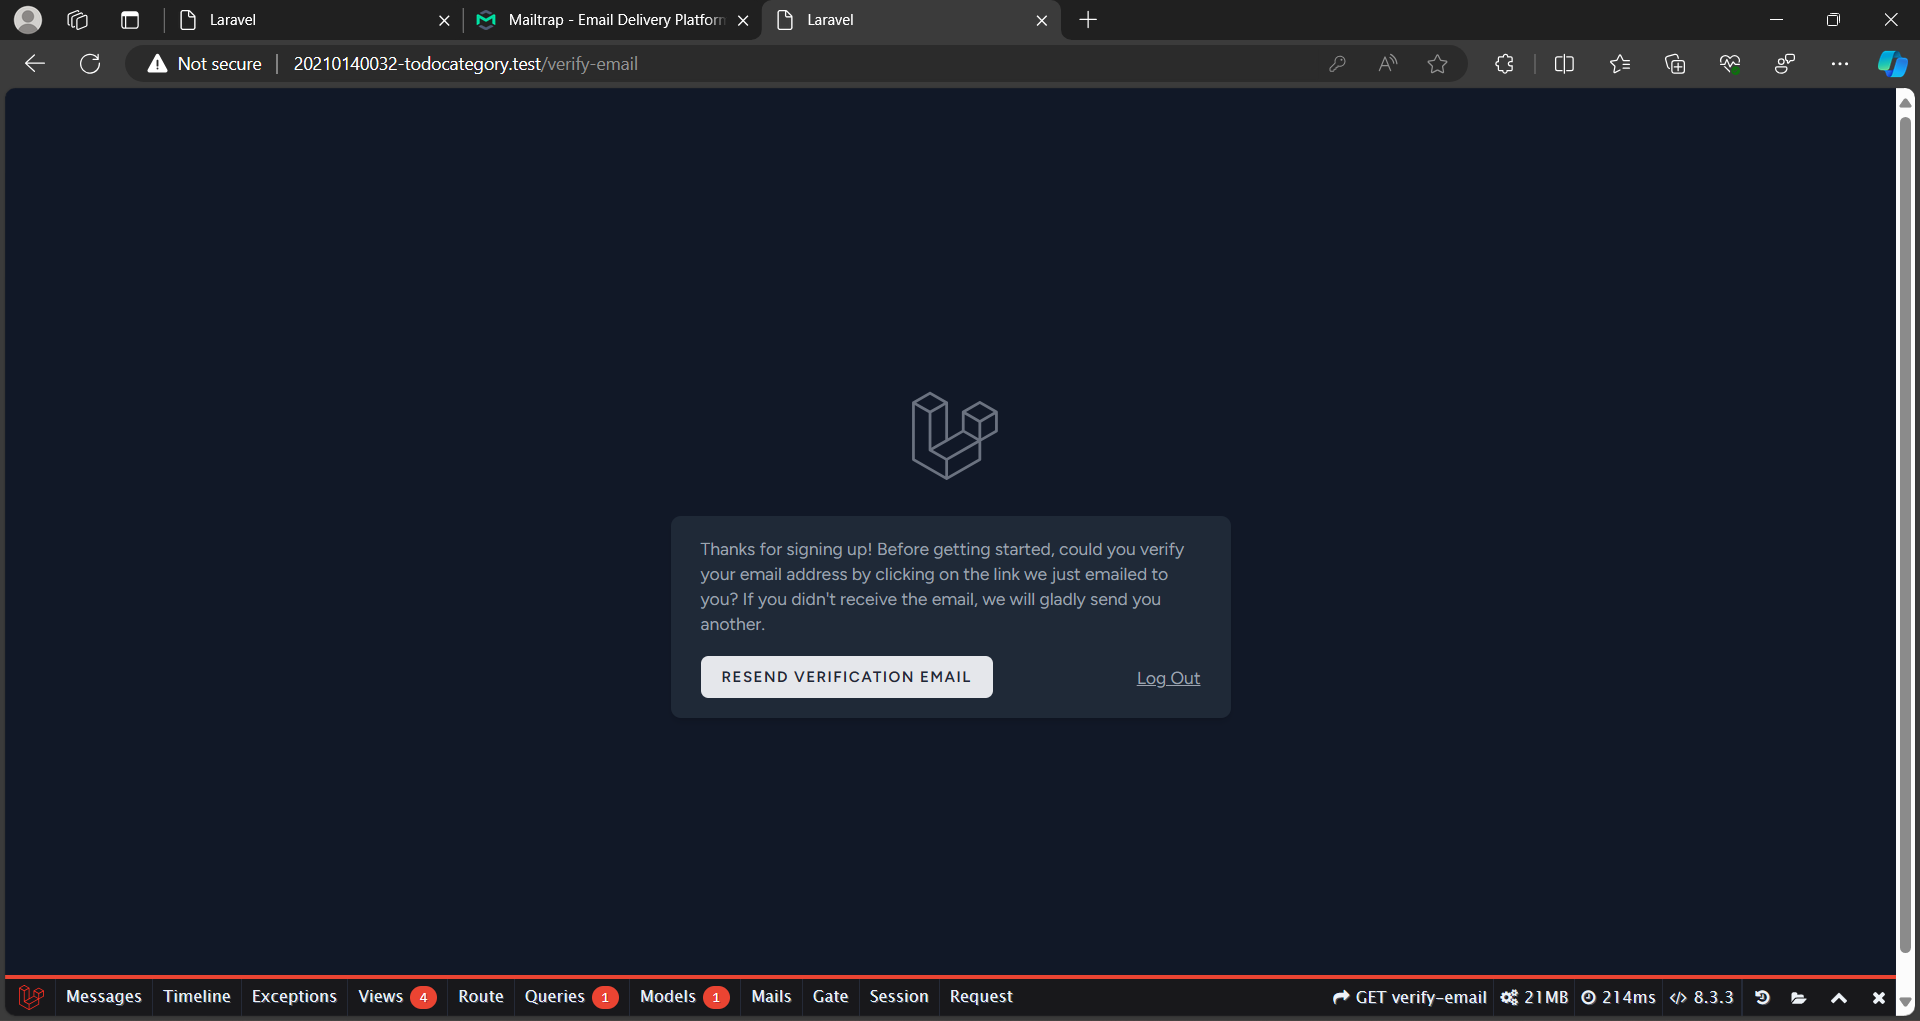 Laravel
Mailtrap - Email Delivery Platform
Laravel
Not secure
20210140032-todocategory.test/verify-email
Thanks for signing up! Before getting started, could you verify
your email address by clicking on the link we just emailed to
you? If you didn't receive the email, we will gladly send you
another.
RESEND VERIFICATION EMAIL
Log Out
Messages Timeline Exceptions Views 4 Route Queries 1 Models 1 Mails Gate Session Request GET verify-email 21MB 214ms 8.3.3